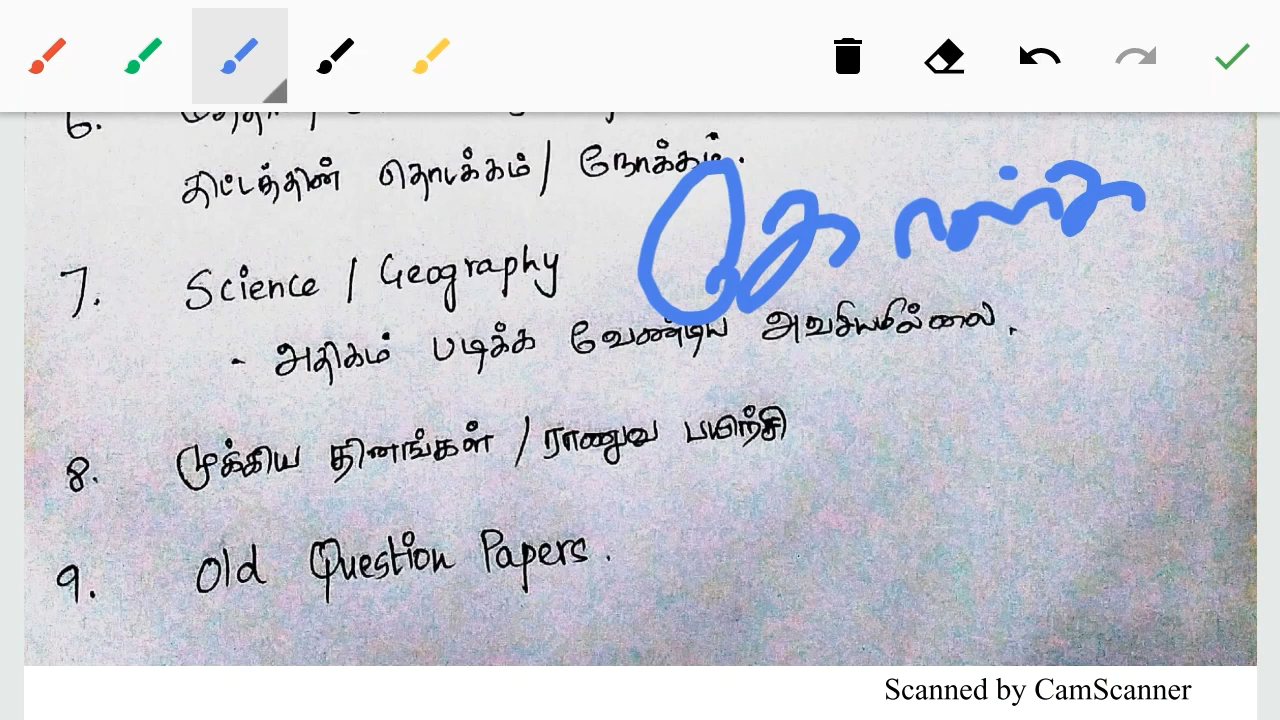 6.
திட்டத்தின் தொடக்கம் / நோக்கம்.
7. Science / Geography
- அதிகம் படிக்க வேண்டிய அவசியமில்லை.
8. முக்கிய தினங்கள் / ராணுவ பயிற்சி
9. Old Question Papers.
Scanned by CamScanner